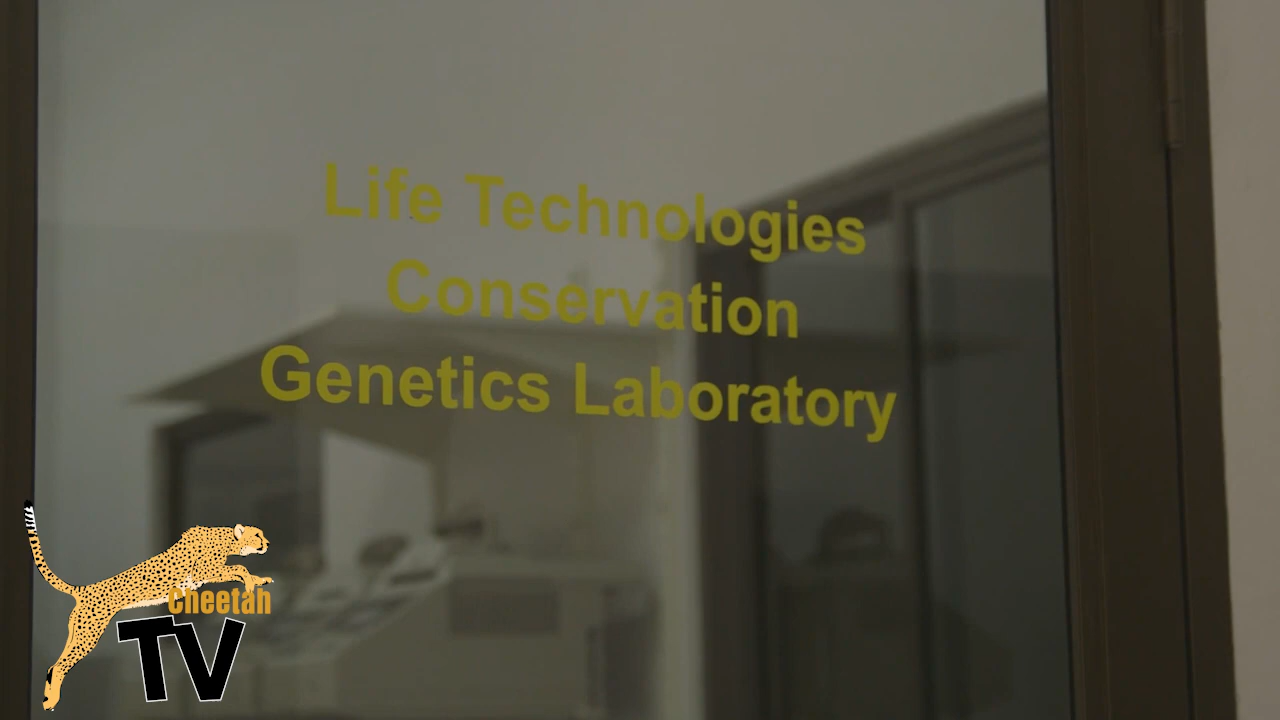 Life Technologies
Conservation
Genetics Laboratory
Cheetah
TV